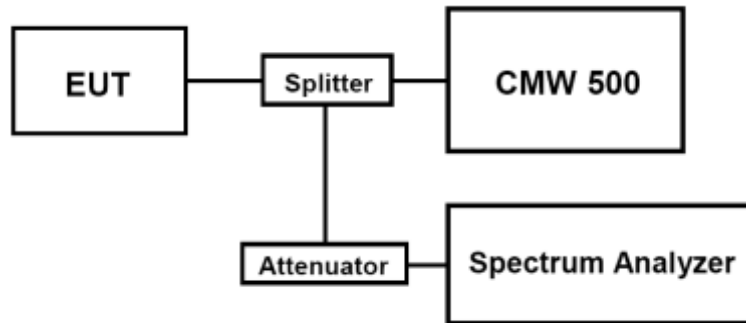 EUT
Splitter
CMW 500
Attenuator
Spectrum Analyzer